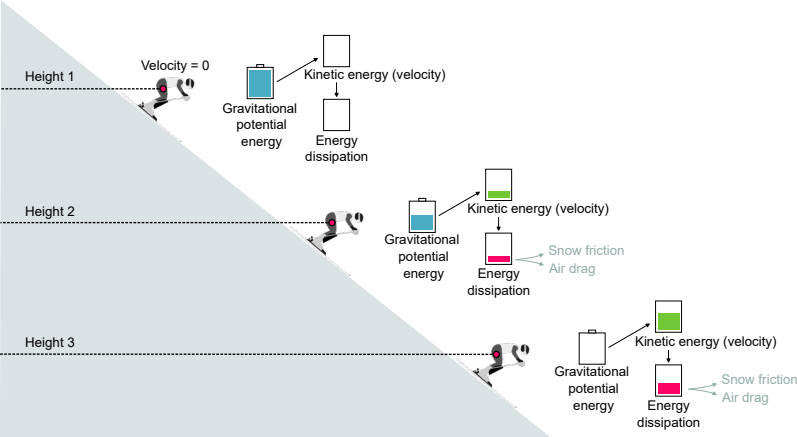 Velocity = 0
Height 1
Kinetic energy (velocity)
Gravitational
potential
energy
Energy
dissipation
Height 2
Kinetic energy (velocity)
Gravitational
potential
energy
Snow friction
Air drag
Energy
dissipation
Height 3
Kinetic energy (velocity)
Gravitational
potential
energy
Snow friction
Air drag
Energy
dissipation